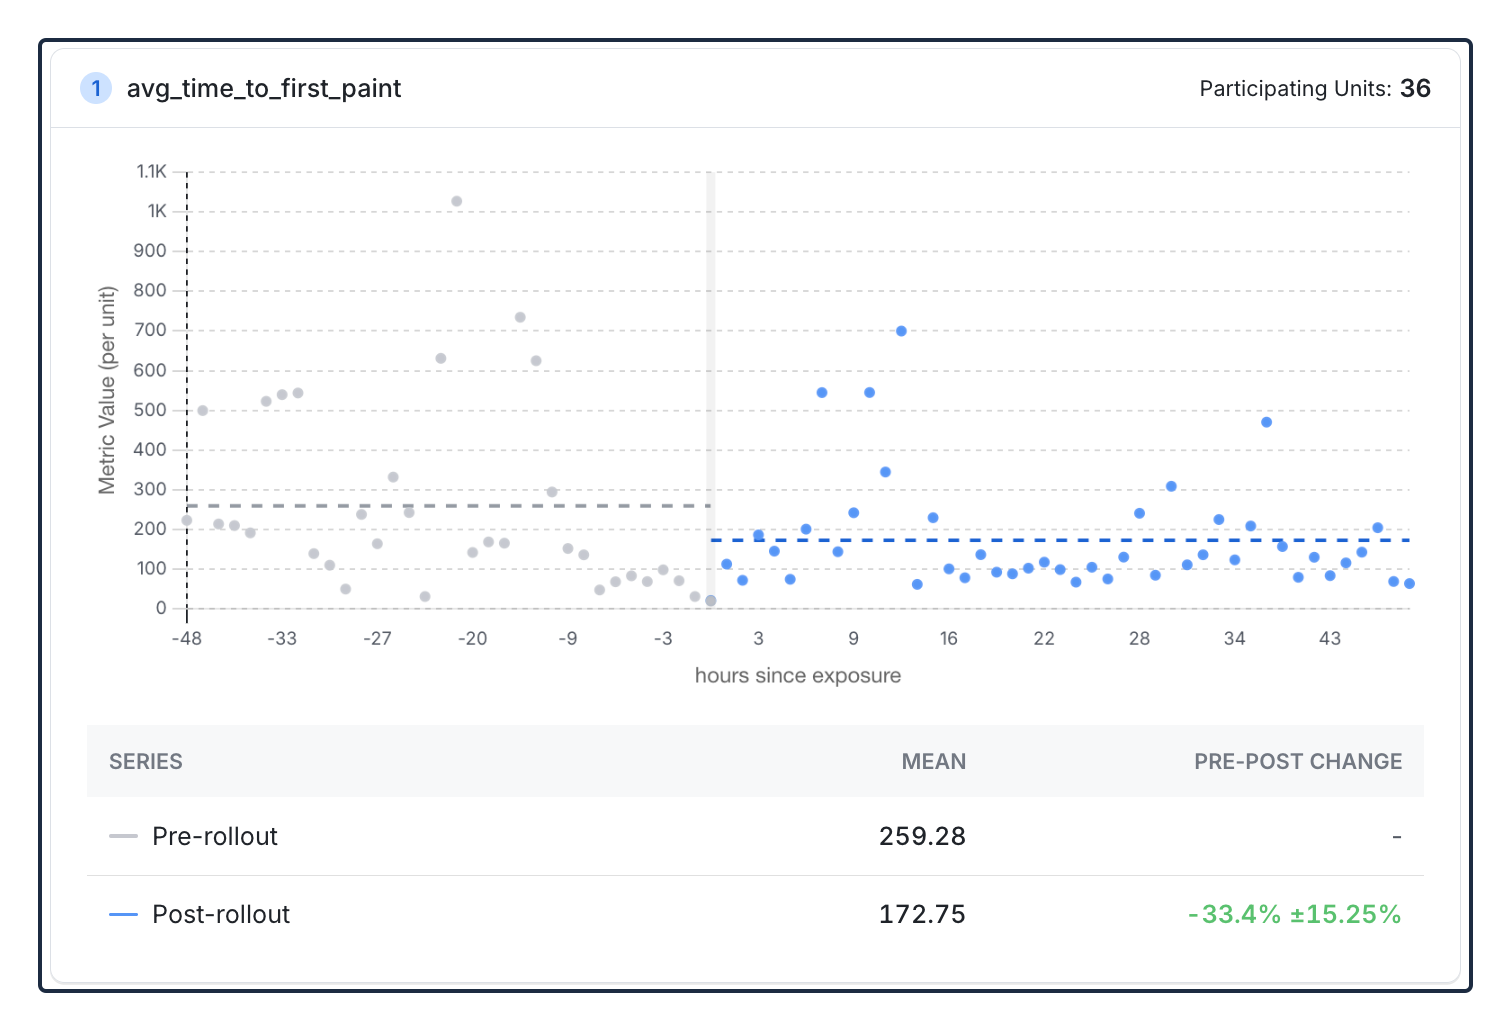 1 avg_time_to_first_paint Participating Units: 36
1.1K
1K
900
800
700
600
500
400
300
200
100
0
Metric Value (per unit)
-48 -33 -27 -20 -9 -3 3 9 16 22 28 34 43
hours since exposure
SERIES MEAN PRE-POST CHANGE
Pre-rollout 259.28 -
Post-rollout 172.75 -33.4% ±15.25%